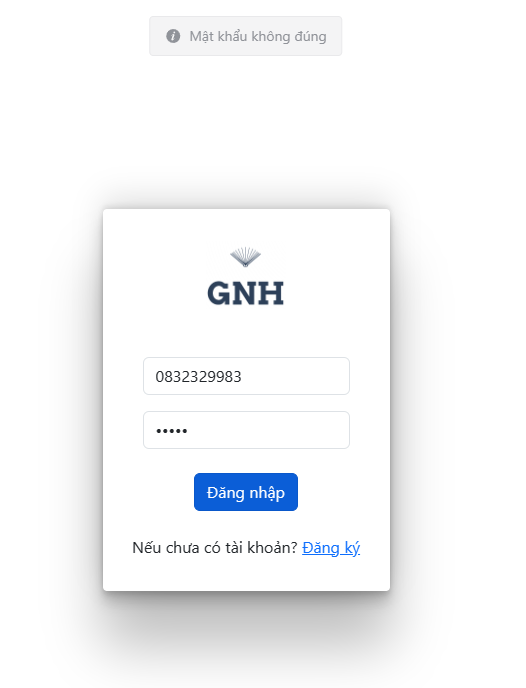 Mật khẩu không đúng
GNH
0832329983
•••••
Đăng nhập
Nếu chưa có tài khoản? Đăng ký